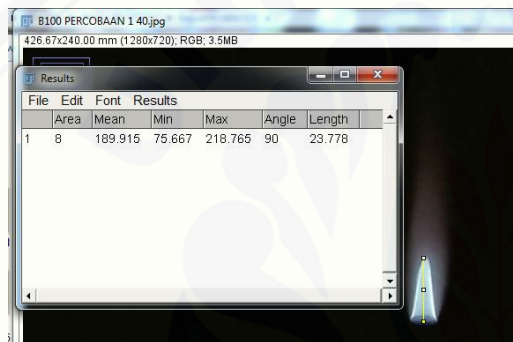 B100 PERCOBAAN 1 40.jpg
426.67x240.00 mm (1280x720); RGB; 3.5MB
Results
File Edit Font Results
Area Mean Min Max Angle Length
1 8 189.915 75.667 218.765 90 23.778